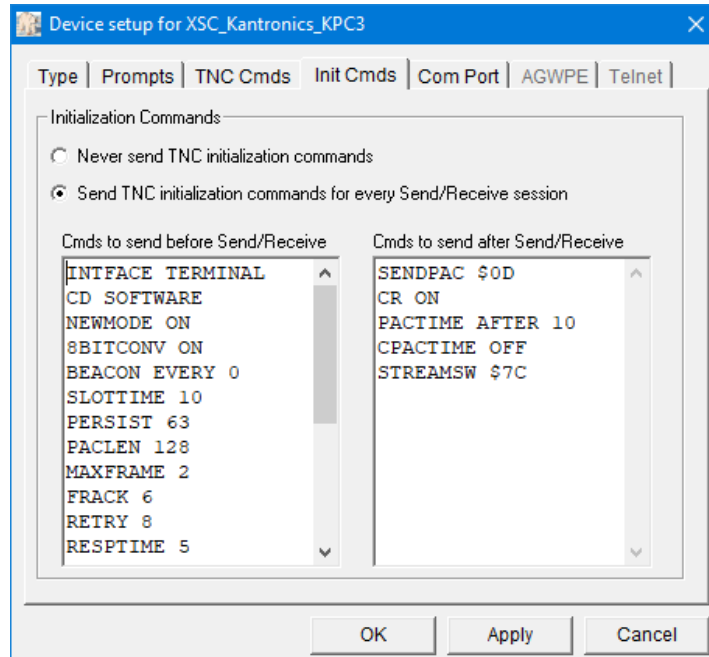 Device setup for XSC_Kantronics_KPC3
Type Prompts TNC Cmds Init Cmds Com Port AGWPE Telnet
Initialization Commands
Never send TNC initialization commands
Send TNC initialization commands for every Send/Receive session
Cmds to send before Send/Receive
INTFACE TERMINAL
CD SOFTWARE
NEWMODE ON
8BITCONV ON
BEACON EVERY 0
SLOTTIME 10
PERSIST 63
PACLEN 128
MAXFRAME 2
FRACK 6
RETRY 8
RESPTIME 5
Cmds to send after Send/Receive
SENDPAC $0D
CR ON
PACTIME AFTER 10
CPACTIME OFF
STREAMSW $7C
OK Apply Cancel